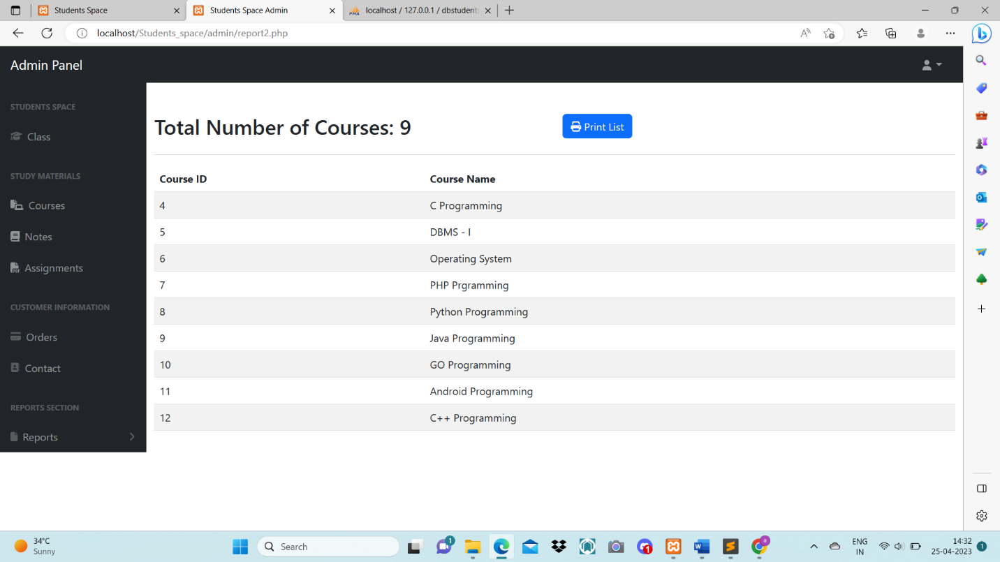 Students Space
Students Space Admin
localhost / 127.0.0.1 / dbstudent
localhost/Students_space/admin/report2.php
Admin Panel
STUDENTS SPACE
Class
STUDY MATERIALS
Courses
Notes
Assignments
CUSTOMER INFORMATION
Orders
Contact
REPORTS SECTION
Reports
Total Number of Courses: 9
Print List
Course ID Course Name
4 C Programming
5 DBMS - I
6 Operating System
7 PHP Prgramming
8 Python Programming
9 Java Programming
10 GO Programming
11 Android Programming
12 C++ Programming
34°C
Sunny
Search
1
1
a
ENG
IN
14:32
25-04-2023
1